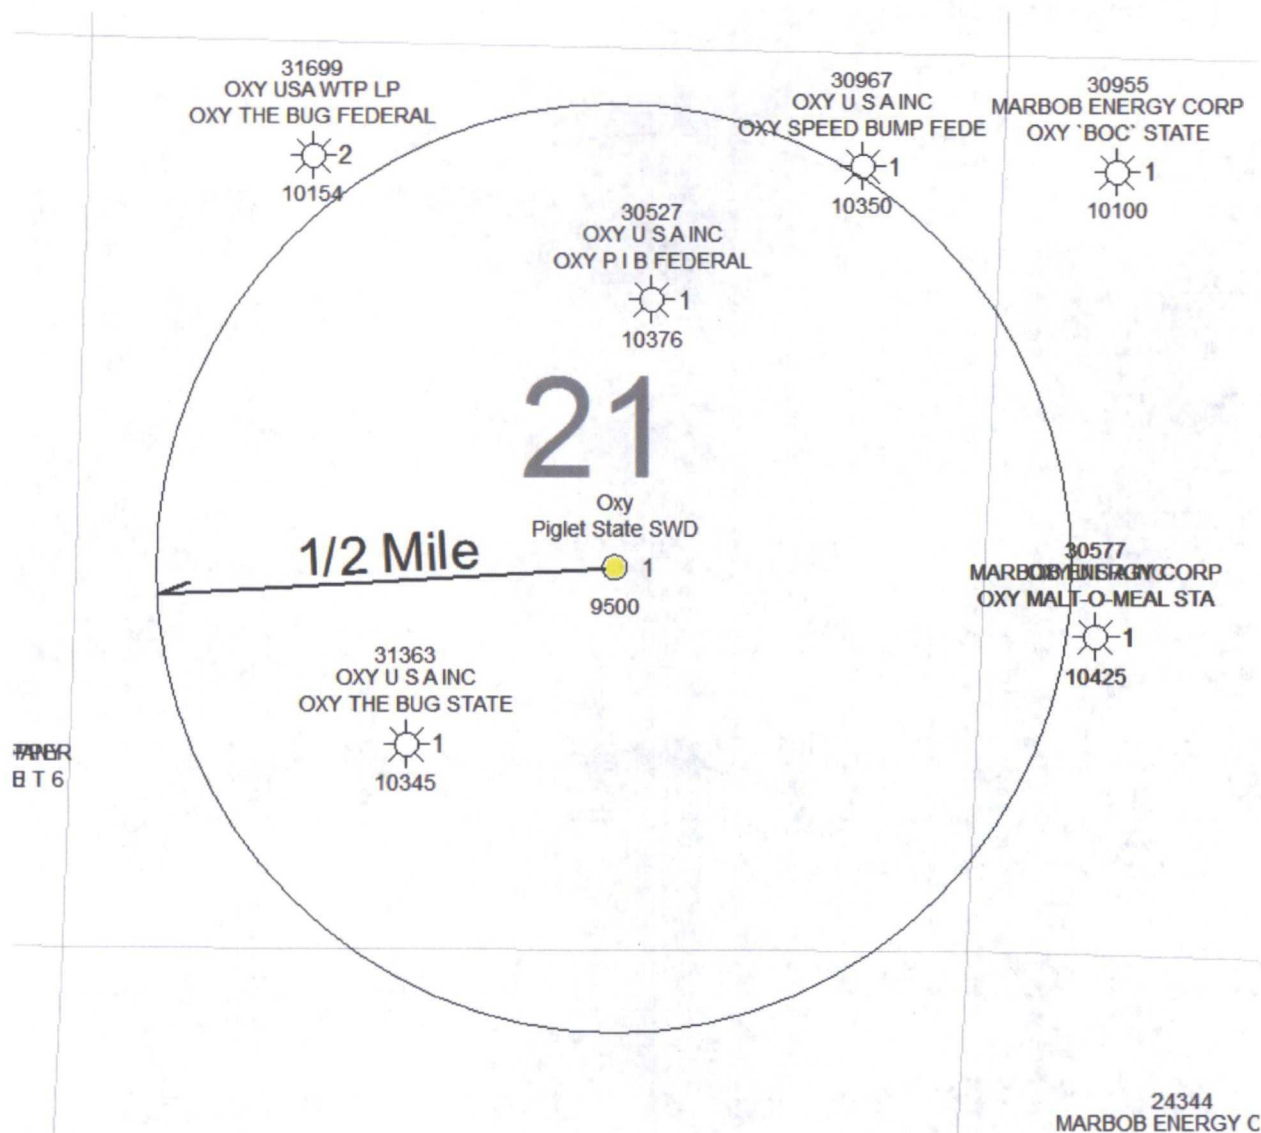 31699
OXY USA WTP LP
OXY THE BUG FEDERAL
2
10154
30967
OXY U S A INC
OXY SPEED BUMP FEDE
1
10350
30955
MARBOB ENERGY CORP
OXY `BOC` STATE
1
10100
30527
OXY U S A INC
OXY P I B FEDERAL
1
10376
21
Oxy
Piglet State SWD
1
9500
1/2 Mile
30577
CORP
OXY MALT-O-MEAL STA
1
10425
31363
OXY U S A INC
OXY THE BUG STATE
1
10345
T 6
24344
MARBOB ENERGY C